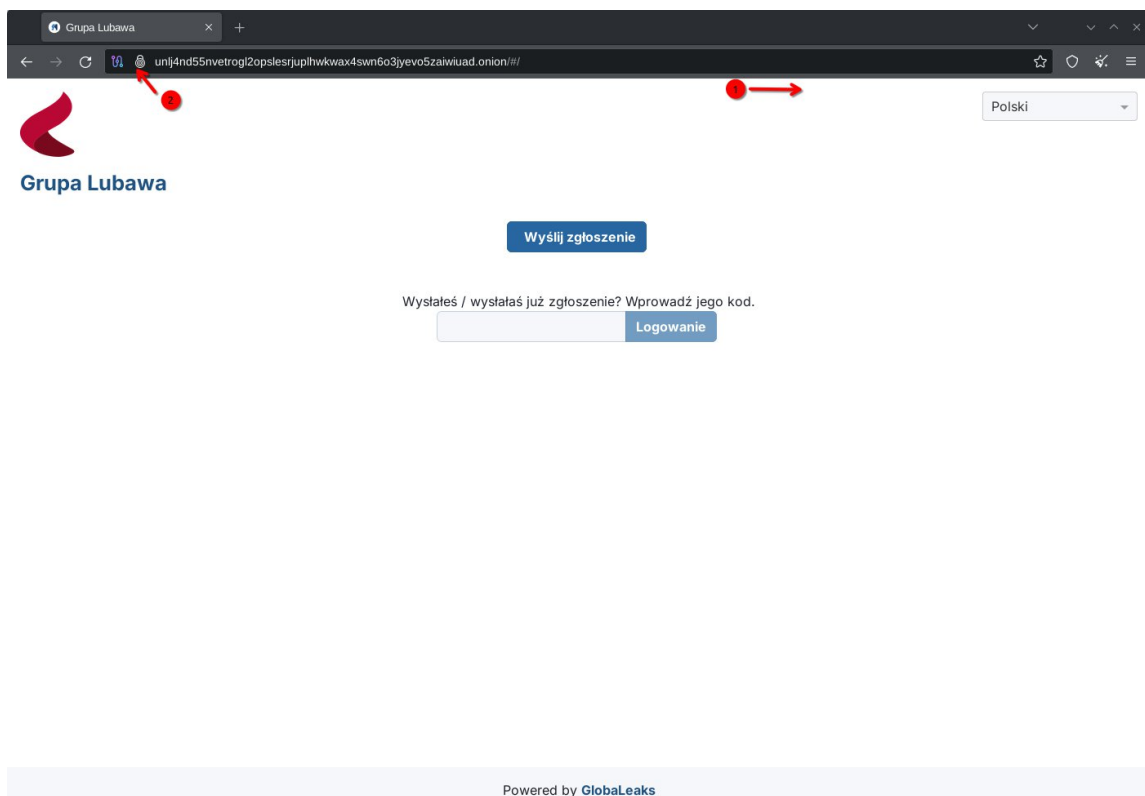 Grupa Lubawa
unlj4nd55nvetrogl2opslesrjuplhwkwax4swn6o3jyevo5zaiwiuad.onion/#/
2
1
Polski
Grupa Lubawa
Wyślij zgłoszenie
Wysłałeś / wysłałaś już zgłoszenie? Wprowadź jego kod.
Logowanie
Powered by GlobaLeaks